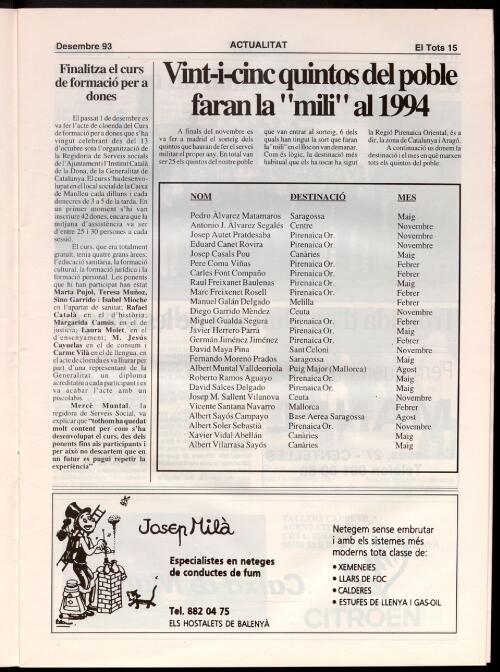 Desembre 93
ACTUALITAT
El Tots 15
Finalitza el curs
de formació per a
dones
El passat 1 de desembre es
va fer l'acte de cloenda del Curs
de formació per a dones que s'ha
vingut celebrant des del 13
d'octubre sota l'organització de
la Regidoria de Serveis socials
de l'Ajuntament i l'Institut Català
de la Dona, de la Generalitat de
Catalunya. El curs s'ha desenvo-
lupat en el local social de la Caixa
de Manlleu cada dilluns i cada
dimecres de 3 a 5 de la tarda. En
un primer moment s'hi van
inscriure 42 dones, encara que la
mitjana d'assistència va ser
d'entre 25 i 30 persones a cada
sessió.
El curs, que era totalment
gratuït, tenia quatre grans àrees:
l'educació sanitària, la formació
cultural, la formació jurídica i la
formació personal. Les ponents
que hi han participat han estat
Marta Pujol, Teresa Muñoz,
Sino Garrido i Isabel Mioche
en l'apartat de sanitat; Rafael
Català en el d'història;
Margarida Camús, en el de
justícia; Laura Molet, en el
d'ensenyament; M. Jesús
Cayuelas en el de consum i
Carme Vilà en el de llengua. en
el acte de cloenda es va lliurar per
part d'una representant de la
Generalitat un diploma
acreditatiu a cada participant i es
va acabar l'acte amb un
piscolabis.
Mercè Muntal, la
regidora de Serveis Social, va
explicar que "tothom ha quedat
molt content per com s'ha
desenvolupat el curs, des dels
ponents fins als participants i
per això no descartem que en
un futur es pugui repetir la
experiència"
Vint-i-cinc quintos del poble
faran la "mili" al 1994
A finals del novembre es
va fer a madrid el sorteig dels
quintos que hauran de fer el servei
militar el proper any. En total van
ser 25 els quintos del nostre poble
que van entrar al sorteig, 6 dels
quals han tingut la sort que faran
la "mili" en el lloc on van demanar.
Com és lògic, la destinació més
habitual que els ha tocat ha sigut
la Regió Pirenaica Oriental, és a
dir, la zona de Catalunya i Aragó.
A continuació us donem la
destinació i el mes en què marxen
tots els quintos del poble:
NOM DESTINACIÓ MES
Pedro Àlvarez Matamaros Saragossa Maig
Antonio J. Alvarez Segalés Centre Novembre
Josep Autet Pratdesaba Pirenaica Or. Novembre
Eduard Canet Rovira Pirenaica Or. Novembre
Josep Casals Pou Canàries Maig
Pere Coma Viñas Pirenaica Or. Febrer
Carles Font Compaño Pirenaica Or. Febrer
Raul Freixanet Baulenas Pirenaica Or. Maig
Marc Freixenet Rosell Pirenaica Or. Febrer
Manuel Galán Delgado Melilla Febrer
Diego Garrido Méndez Ceuta Novembre
Miguel Gualda Segura Pirenaica Or. Febrer
Javier Herrero Parra Pirenaica Or. Maig
Germán Jiménez Jiménez Pirenaica Or. Febrer
David Maya Pina Sant Celoni Novembre
Fernando Moreno Prados Saragossa Maig
Albert Muntal Valldeoriola Puig Major (Mallorca) Agost
Roberto Ramos Aguayo Pirenaica Or. Maig
David Salces Delgado Pirenaica Or. Maig
Josep M. Sallent Vilanova Ceuta Novembre
Vicente Santana Navarro Mallorca Febrer
Albert Sayós Campayo Base Aerea Saragossa Agost
Albert Soler Sebastià Pirenaica Or. Novembre
Xavier Vidal Abellán Canàries Maig
Albert Vilarrasa Sayós Canàries Maig
Josep Milà
Especialistes en neteges
de conductes de fum
Tel. 882 04 75
ELS HOSTALETS DE BALENYÀ
Netegem sense embrutar
i amb els sistemes més
moderns tota classe de:
• XEMENEIES
• LLARS DE FOC
• CALDERES
• ESTUFES DE LLENYA I GAS-OIL